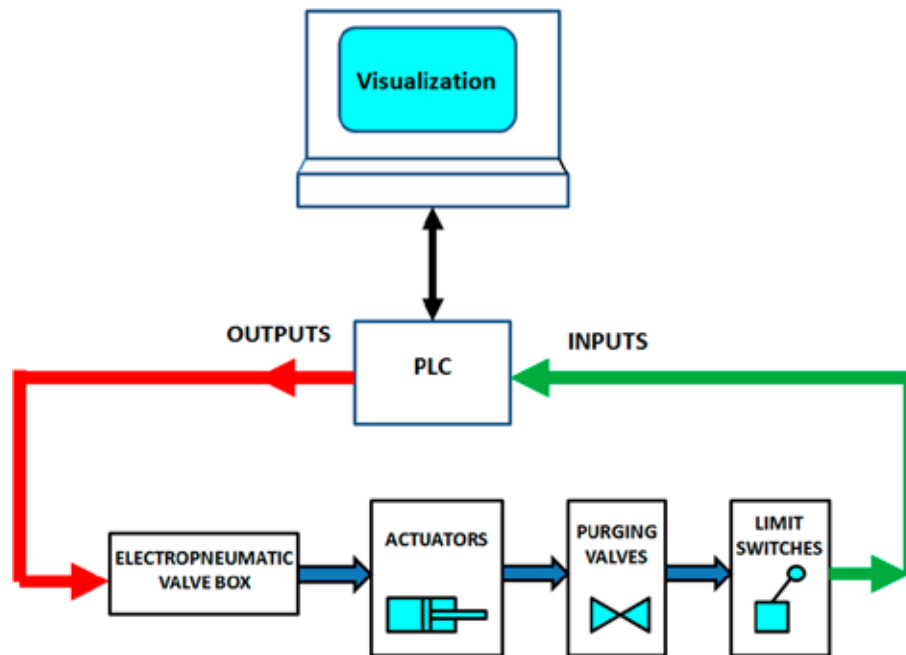 Visualization
OUTPUTS
PLC
INPUTS
ELECTROPNEUMATIC
VALVE BOX
ACTUATORS
PURGING
VALVES
LIMIT
SWITCHES